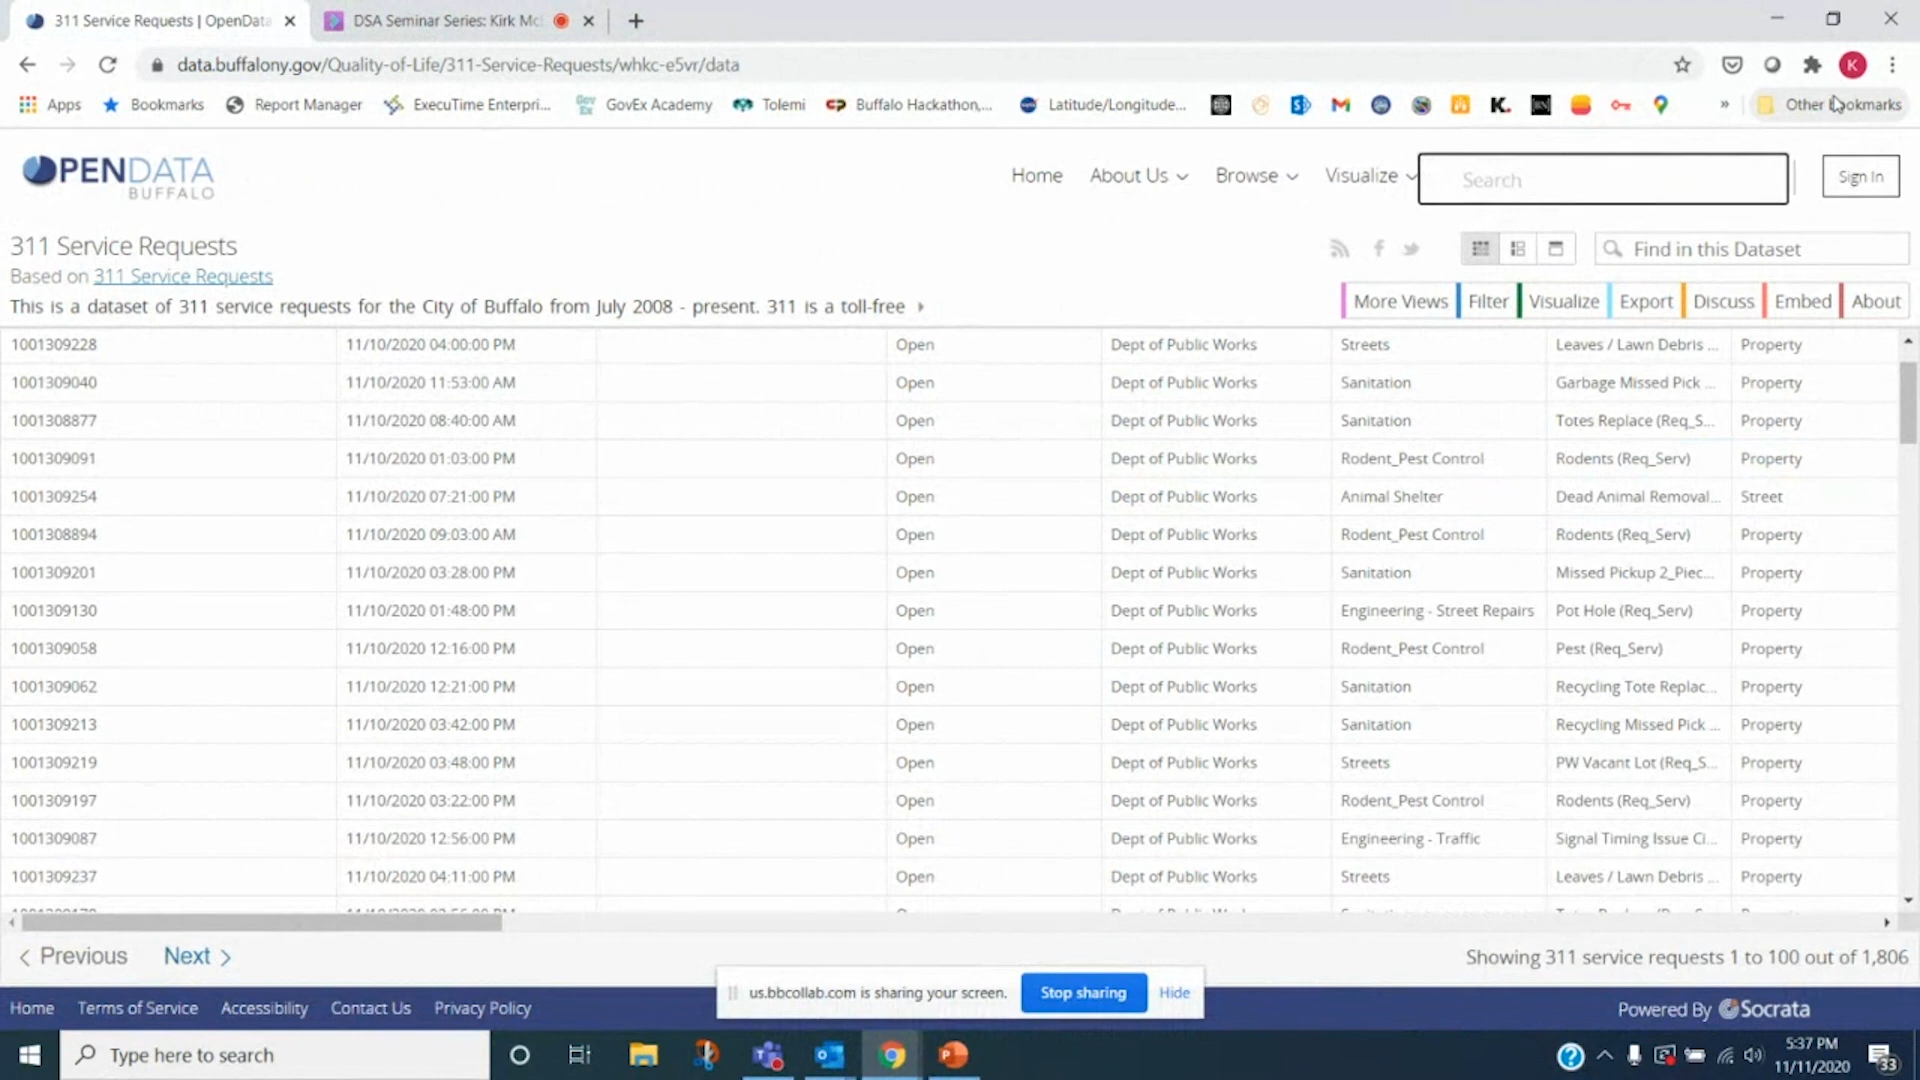 311 Service Requests | OpenData
DSA Seminar Series: Kirk Mc
data.buffalony.gov/Quality-of-Life/311-Service-Requests/whkc-e5vr/data
K
Apps Bookmarks Report Manager ExecuTime Enterpri... GovEx Academy Tolemi Buffalo Hackathon,... Latitude/Longitude... K. » Other Bookmarks
OPENDATA
BUFFALO
Home About Us Browse Visualize Search Sign In
311 Service Requests
Find in this Dataset
Based on 311 Service Requests
This is a dataset of 311 service requests for the City of Buffalo from July 2008 - present. 311 is a toll-free
More Views Filter Visualize Export Discuss Embed About
1001309228 11/10/2020 04:00:00 PM Open Dept of Public Works Streets Leaves / Lawn Debris ... Property
1001309040 11/10/2020 11:53:00 AM Open Dept of Public Works Sanitation Garbage Missed Pick ... Property
1001308877 11/10/2020 08:40:00 AM Open Dept of Public Works Sanitation Totes Replace (Req_S... Property
1001309091 11/10/2020 01:03:00 PM Open Dept of Public Works Rodent_Pest Control Rodents (Req_Serv) Property
1001309254 11/10/2020 07:21:00 PM Open Dept of Public Works Animal Shelter Dead Animal Removal... Street
1001308894 11/10/2020 09:03:00 AM Open Dept of Public Works Rodent_Pest Control Rodents (Req_Serv) Property
1001309201 11/10/2020 03:28:00 PM Open Dept of Public Works Sanitation Missed Pickup 2_Piec... Property
1001309130 11/10/2020 01:48:00 PM Open Dept of Public Works Engineering - Street Repairs Pot Hole (Req_Serv) Property
1001309058 11/10/2020 12:16:00 PM Open Dept of Public Works Rodent_Pest Control Pest (Req_Serv) Property
1001309062 11/10/2020 12:21:00 PM Open Dept of Public Works Sanitation Recycling Tote Replac... Property
1001309213 11/10/2020 03:42:00 PM Open Dept of Public Works Sanitation Recycling Missed Pick ... Property
1001309219 11/10/2020 03:48:00 PM Open Dept of Public Works Streets PW Vacant Lot (Req_S... Property
1001309197 11/10/2020 03:22:00 PM Open Dept of Public Works Rodent_Pest Control Rodents (Req_Serv) Property
1001309087 11/10/2020 12:56:00 PM Open Dept of Public Works Engineering - Traffic Signal Timing Issue Ci... Property
1001309237 11/10/2020 04:11:00 PM Open Dept of Public Works Streets Leaves / Lawn Debris ... Property
Previous Next Showing 311 service requests 1 to 100 out of 1,806
us.bbcollab.com is sharing your screen. Stop sharing Hide
Home Terms of Service Accessibility Contact Us Privacy Policy Powered By Socrata
Type here to search
5:37 PM
11/11/2020
33